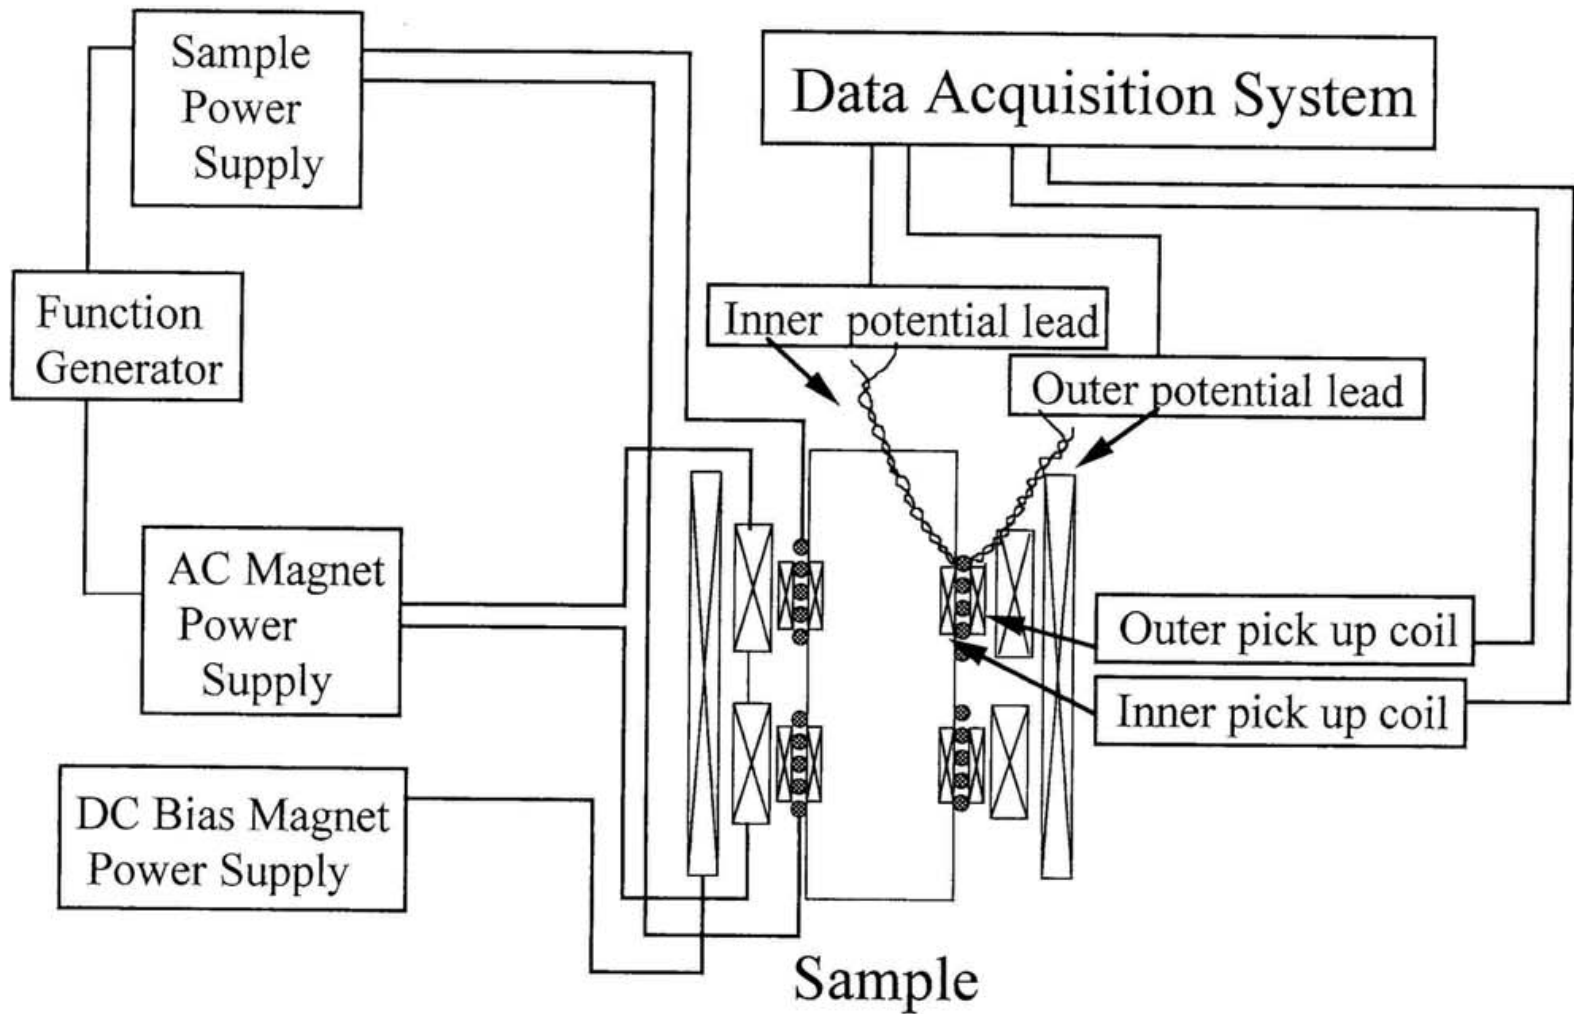 Sample
Power
Supply
Data Acquisition System
Function
Generator
Inner potential lead
Outer potential lead
AC Magnet
Power
Supply
Outer pick up coil
Inner pick up coil
DC Bias Magnet
Power Supply
Sample